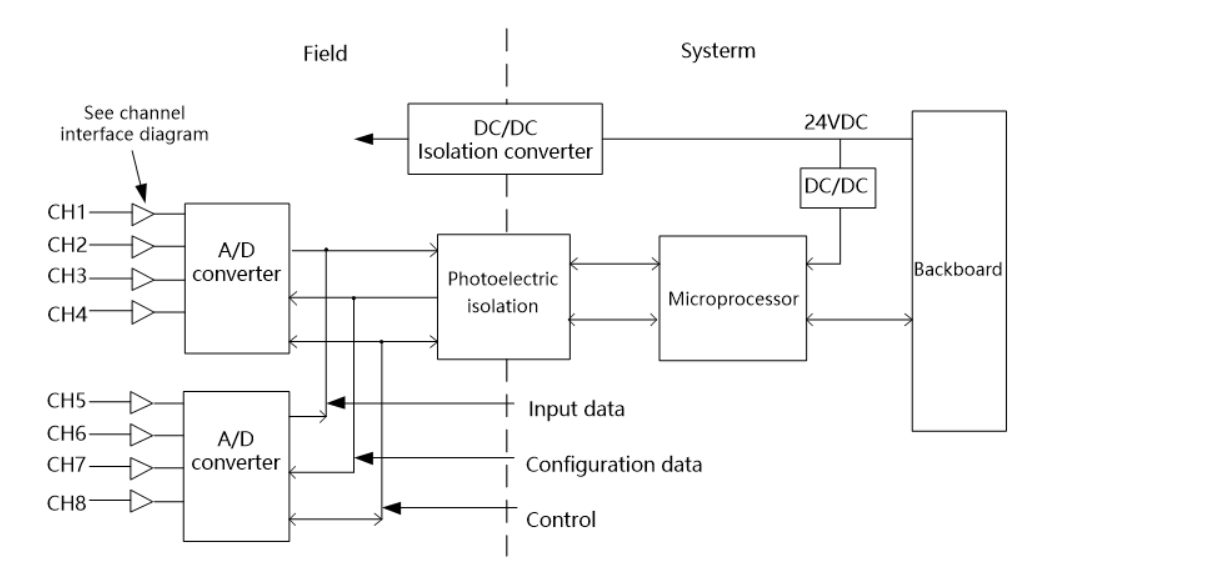 Field
Systerm
See channel
interface diagram
DC/DC
Isolation converter
24VDC
DC/DC
CH1
CH2
CH3
CH4
A/D
converter
Photoelectric
isolation
Microprocessor
Backboard
CH5
CH6
CH7
CH8
A/D
converter
Input data
Configuration data
Control